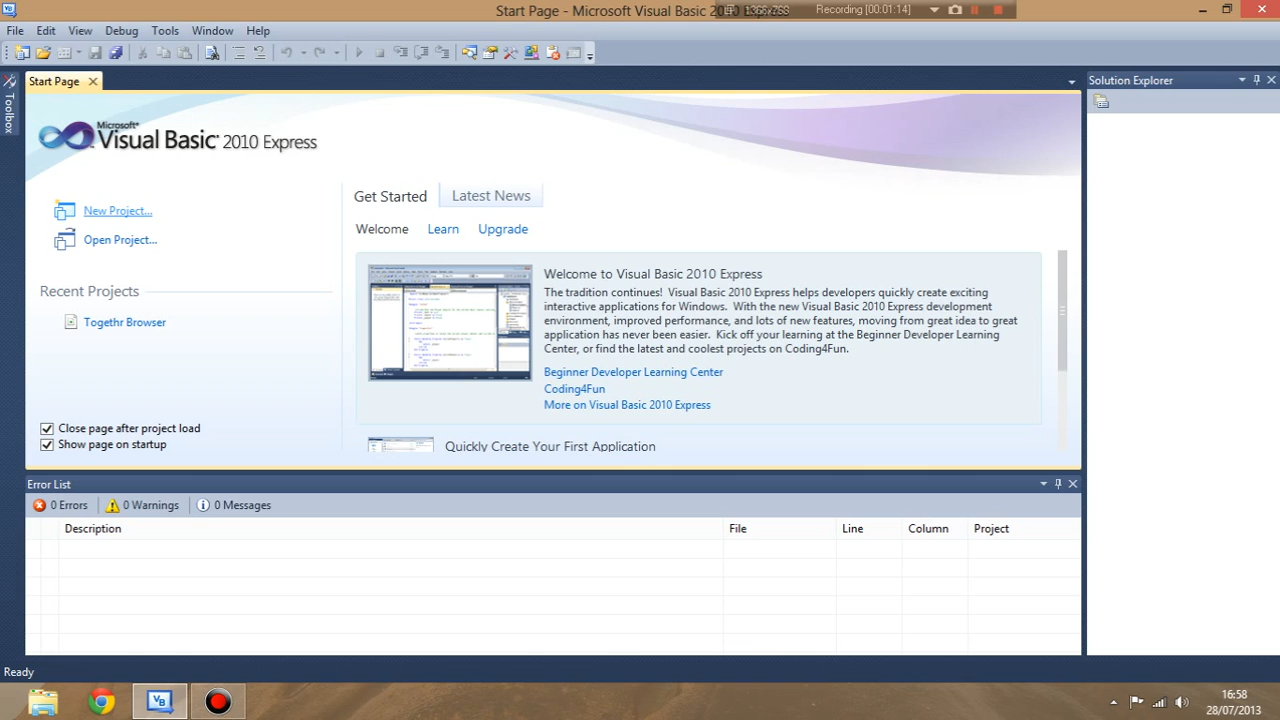 Start Page - Microsoft Visual Basic 2010 Express
Recording [00:01:14]
File Edit View Debug Tools Window Help
Toolbox
Start Page
Solution Explorer
Microsoft®
Visual Basic® 2010 Express
New Project...
Open Project...
Recent Projects
Togethr Browser
Close page after project load
Show page on startup
Get Started
Latest News
Welcome Learn Upgrade
Welcome to Visual Basic 2010 Express
The tradition continues! Visual Basic 2010 Express helps developers quickly create exciting
interactive applications for Windows. With the new Visual Basic 2010 Express development
environment, improved performance, and lots of new features, moving from great idea to great
application has never been easier. Kick off your learning at the Beginner Developer Learning
Center, or find the latest and coolest projects on Coding4Fun.
Beginner Developer Learning Center
Coding4Fun
More on Visual Basic 2010 Express
Quickly Create Your First Application
Error List
0 Errors 0 Warnings 0 Messages
Description File Line Column Project
Ready
VB
16:58
28/07/2013